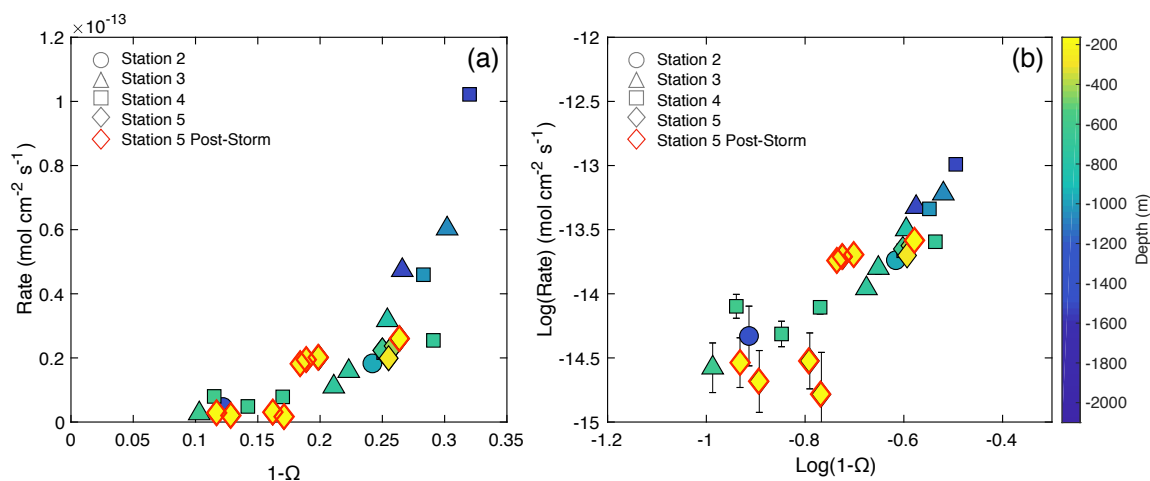 ×10⁻¹³
(a)
Station 2
Station 3
Station 4
Station 5
Station 5 Post-Storm
1.2
1
0.8
0.6
0.4
0.2
0
Rate (mol cm⁻² s⁻¹)
0 0.05 0.1 0.15 0.2 0.25 0.3 0.35
1-Ω
(b)
Station 2
Station 3
Station 4
Station 5
Station 5 Post-Storm
-12
-12.5
-13
-13.5
-14
-14.5
-15
Log(Rate) (mol cm⁻² s⁻¹)
-1.2 -1 -0.8 -0.6 -0.4
Log(1-Ω)
-200
-400
-600
-800
-1000
-1200
-1400
-1600
-1800
-2000
Depth (m)